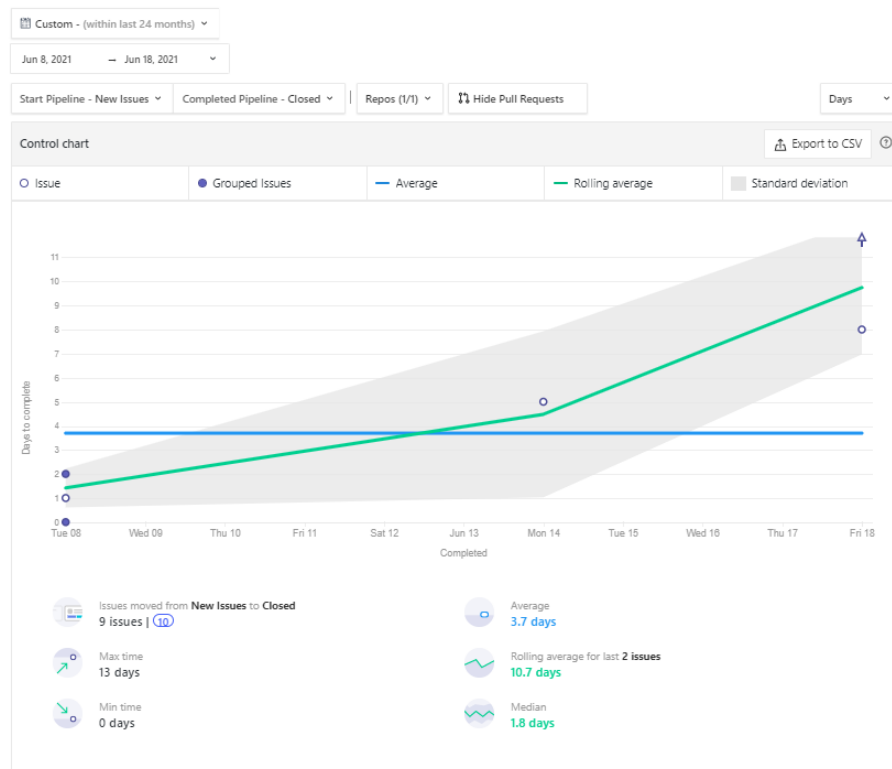 Custom - (within last 24 months)
Jun 8, 2021 → Jun 18, 2021
Start Pipeline - New Issues Completed Pipeline - Closed | Repos (1/1) Hide Pull Requests Days
Control chart Export to CSV ?
Issue Grouped Issues Average Rolling average Standard deviation
11
10
9
8
7
6
5
4
3
2
1
0
Days to complete
Tue 08 Wed 09 Thu 10 Fri 11 Sat 12 Jun 13 Mon 14 Tue 15 Wed 16 Thu 17 Fri 18
Completed
Issues moved from New Issues to Closed
9 issues | 10
Average
3.7 days
Max time
13 days
Rolling average for last 2 issues
10.7 days
Min time
0 days
Median
1.8 days